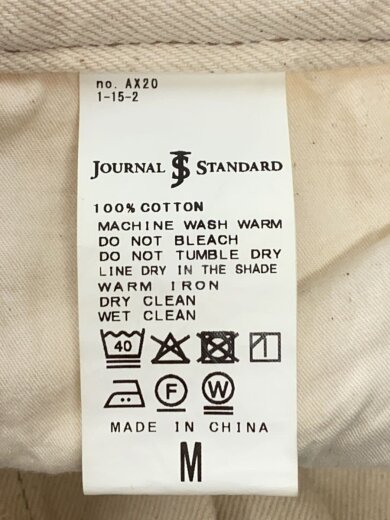 no. AX20
1-15-2
JOURNAL JS STANDARD
100% COTTON
MACHINE WASH WARM
DO NOT BLEACH
DO NOT TUMBLE DRY
LINE DRY IN THE SHADE
WARM IRON
DRY CLEAN
WET CLEAN
40
F W
MADE IN CHINA
M